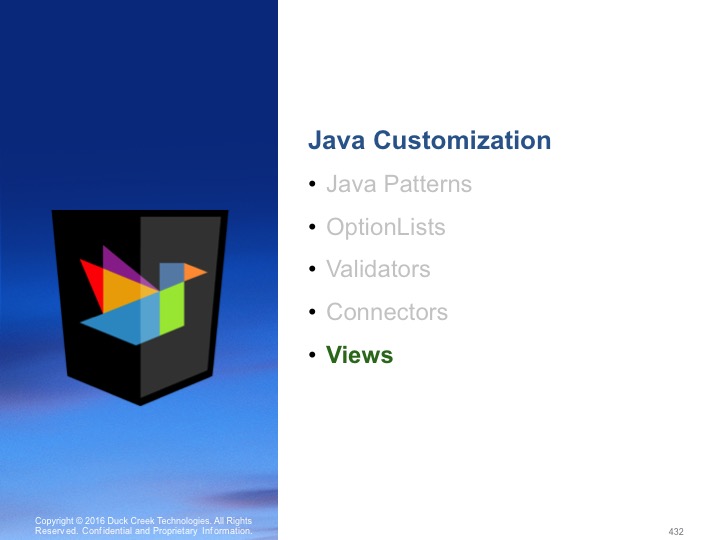 Java Customization
• Java Patterns
• OptionLists
• Validators
• Connectors
• Views
Copyright © 2016 Duck Creek Technologies. All Rights
Reserved. Confidential and Proprietary Information.
432